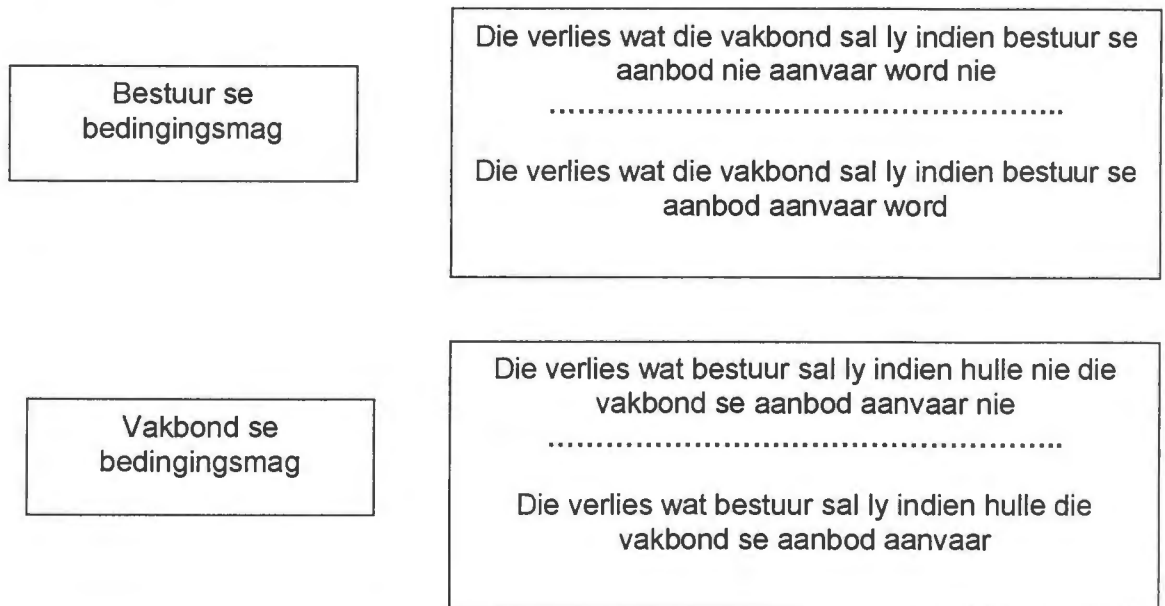 Bestuur se
bedingingsmag
Die verlies wat die vakbond sal ly indien bestuur se
aanbod nie aanvaar word nie
Die verlies wat die vakbond sal ly indien bestuur se
aanbod aanvaar word
Vakbond se
bedingingsmag
Die verlies wat bestuur sal ly indien hulle nie die
vakbond se aanbod aanvaar nie
Die verlies wat bestuur sal ly indien hulle die
vakbond se aanbod aanvaar